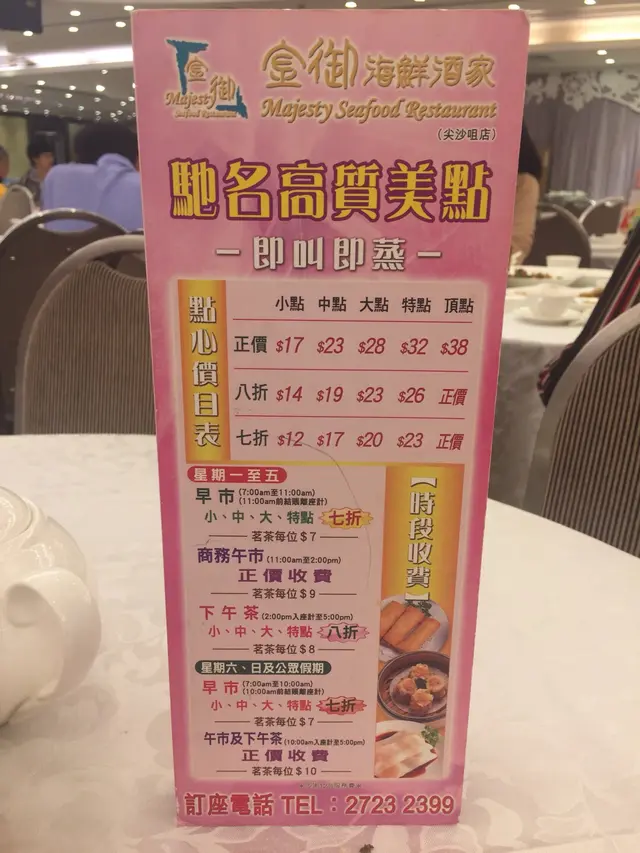 金御
Majesty
Seafood Restaurant
金御海鮮酒家
Majesty Seafood Restaurant
(尖沙咀店)
馳名高質美點
－即叫即蒸－
點心價目表
小點 中點 大點 特點 頂點
正價 $17 $23 $28 $32 $38
八折 $14 $19 $23 $26 正價
七折 $12 $17 $20 $23 正價
【時段收費】
星期一至五
早市 (7:00am至11:00am)
(11:00am前結賬離座計)
小、中、大、特點 七折
茗茶每位$7
商務午市 (11:00am至2:00pm)
正價收費
茗茶每位$9
下午茶 (2:00pm入座計至5:00pm)
小、中、大、特點 八折
茗茶每位$8
星期六、日及公眾假期
早市 (7:00am至10:00am)
(10:00am前結賬離座計)
小、中、大、特點 七折
茗茶每位$7
午市及下午茶 (10:00am入座計至5:00pm)
正價收費
茗茶每位$10
訂座電話 TEL：2723 2399